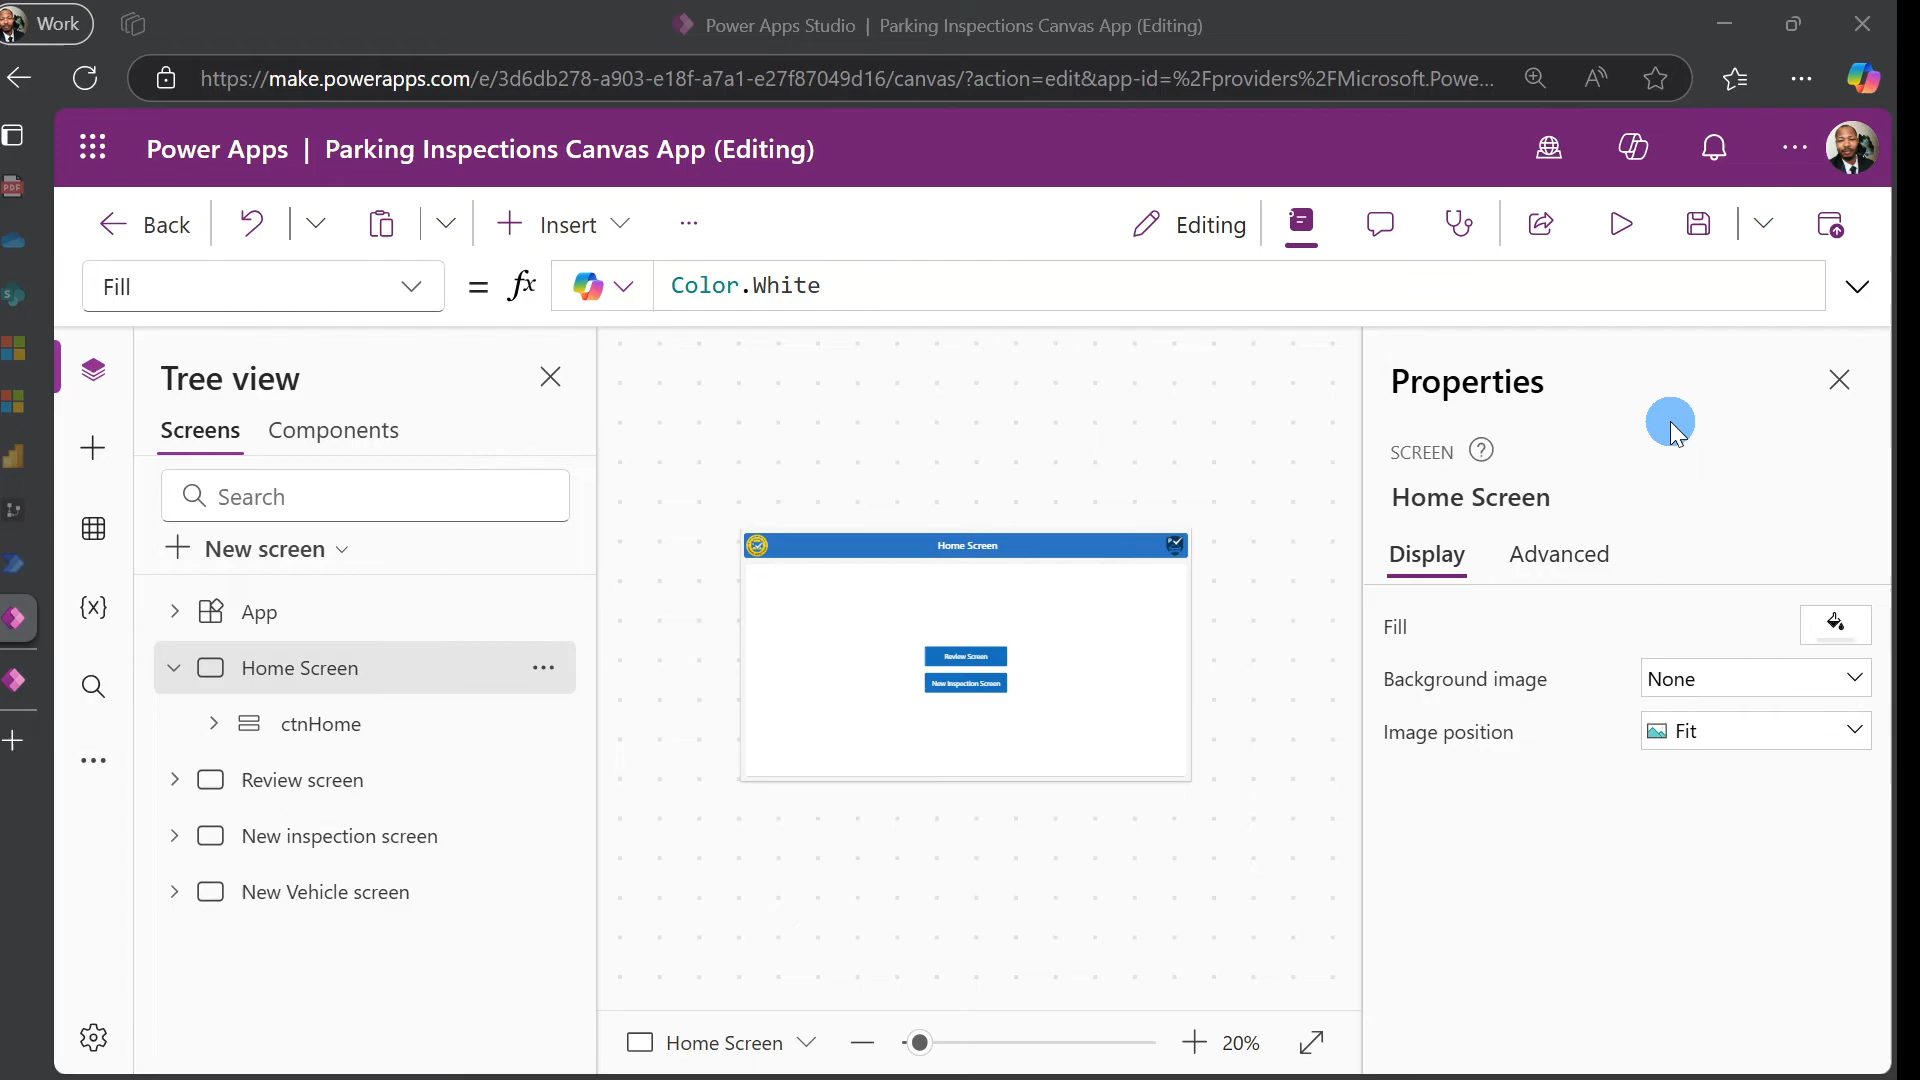 Work
Power Apps Studio | Parking Inspections Canvas App (Editing)
https://make.powerapps.com/e/3d6db278-a903-e18f-a7a1-e27f87049d16/canvas/?action=edit&app-id=%2Fproviders%2FMicrosoft.Powe...
Power Apps | Parking Inspections Canvas App (Editing)
Back
Insert
Editing
Fill
= fx
Color.White
Tree view
Screens Components
Search
New screen
App
Home Screen
ctnHome
Review screen
New inspection screen
New Vehicle screen
Home Screen
Review Screen
New Inspection Screen
Home Screen
20%
Properties
SCREEN
Home Screen
Display Advanced
Fill
Background image
None
Image position
Fit
PDF